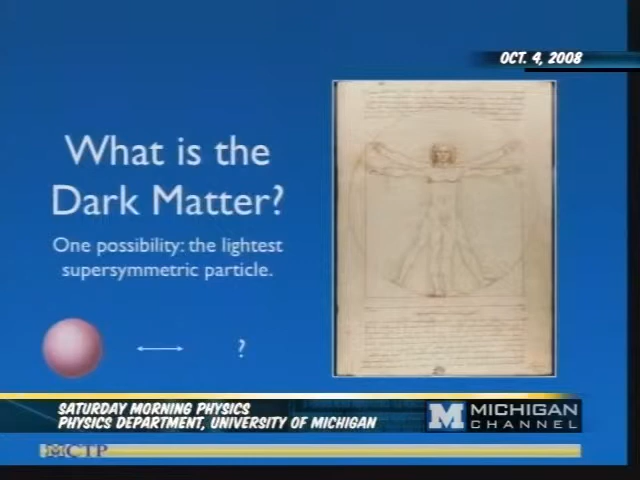 OCT. 4, 2008
What is the
Dark Matter?
One possibility: the lightest
supersymmetric particle.
?
SATURDAY MORNING PHYSICS
PHYSICS DEPARTMENT, UNIVERSITY OF MICHIGAN
M MICHIGAN
CHANNEL
MCTP